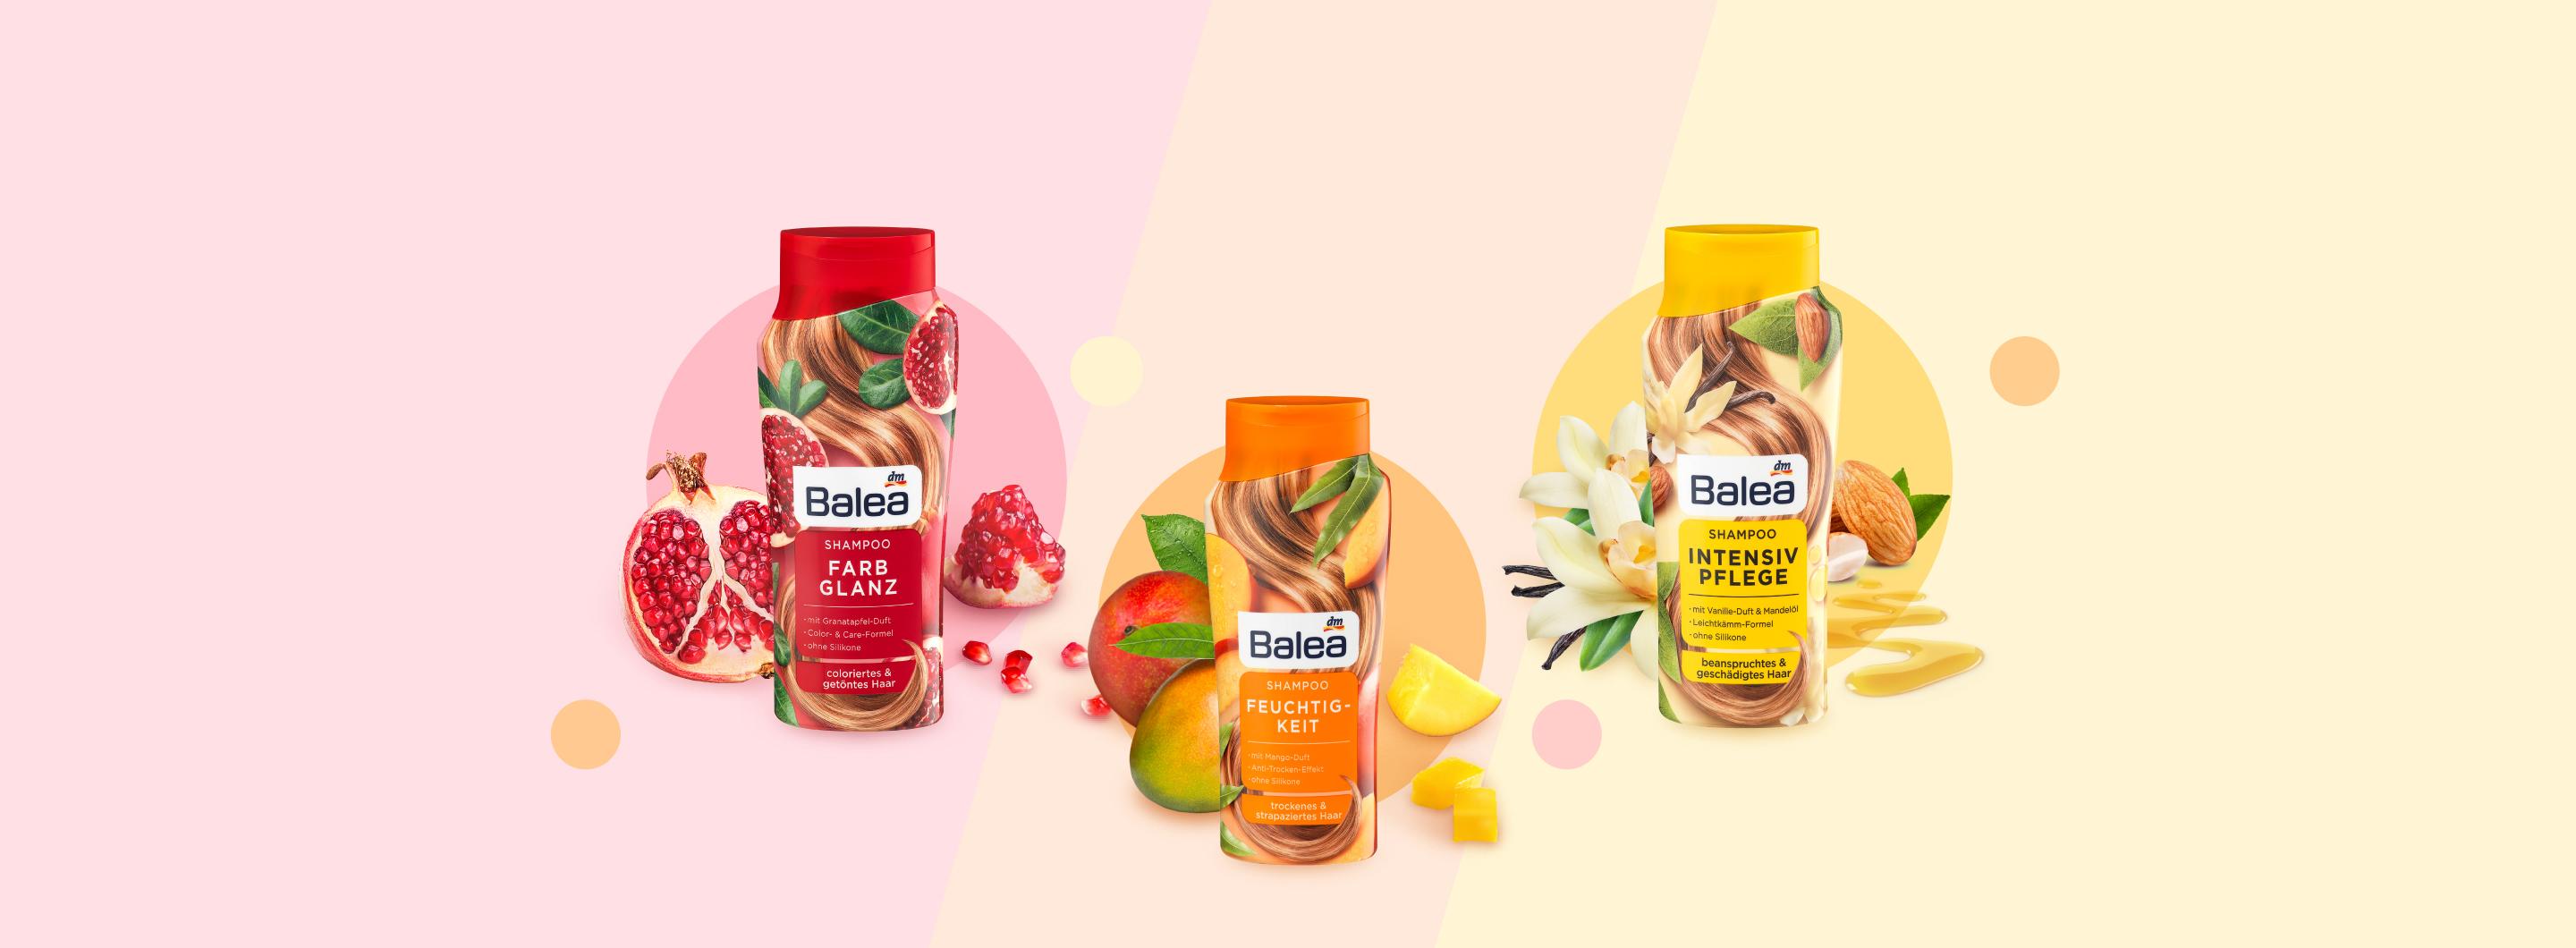 dm
Balea
SHAMPOO
FARB
GLANZ
· mit Granatapfel-Duft
· Color- & Care-Formel
· ohne Silikone
coloriertes &
getöntes Haar
dm
Balea
SHAMPOO
FEUCHTIG-
KEIT
· mit Mango-Duft
· Anti-Trocken-Effekt
· ohne Silikone
trockenes &
strapaziertes Haar
dm
Balea
SHAMPOO
INTENSIV
PFLEGE
· mit Vanille-Duft & Mandelöl
· Leichtkämm-Formel
· ohne Silikone
beanspruchtes &
geschädigtes Haar